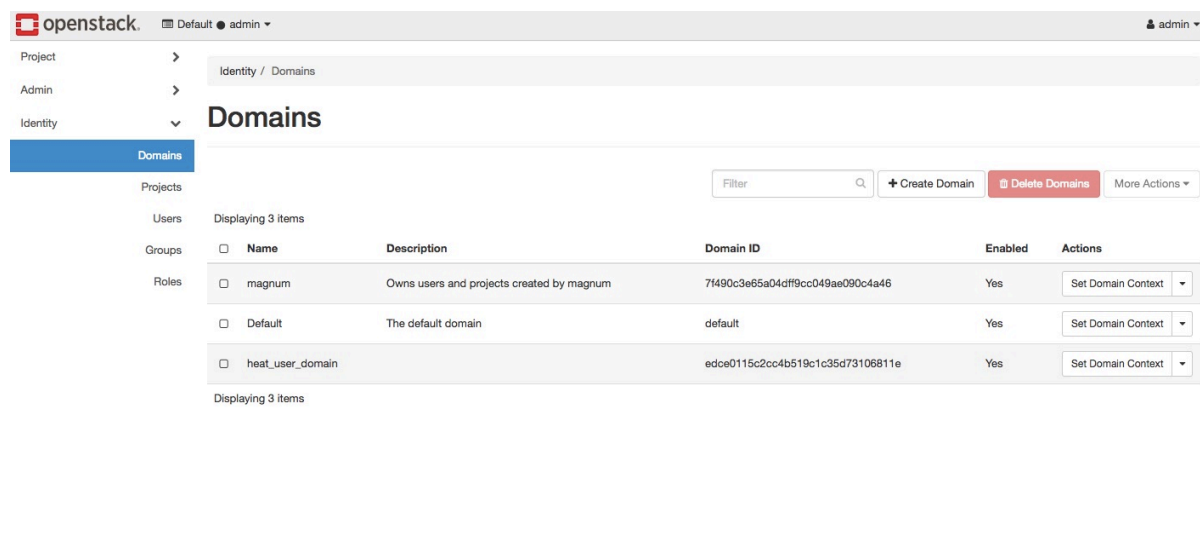 openstack. Default ● admin admin
Project
Admin
Identity
Domains
Projects
Users
Groups
Roles
Identity / Domains
Domains
Filter + Create Domain Delete Domains More Actions
Displaying 3 items
Name Description Domain ID Enabled Actions
magnum Owns users and projects created by magnum 7f490c3e65a04dff9cc049ae090c4a46 Yes Set Domain Context
Default The default domain default Yes Set Domain Context
heat_user_domain edce0115c2cc4b519c1c35d73106811e Yes Set Domain Context
Displaying 3 items